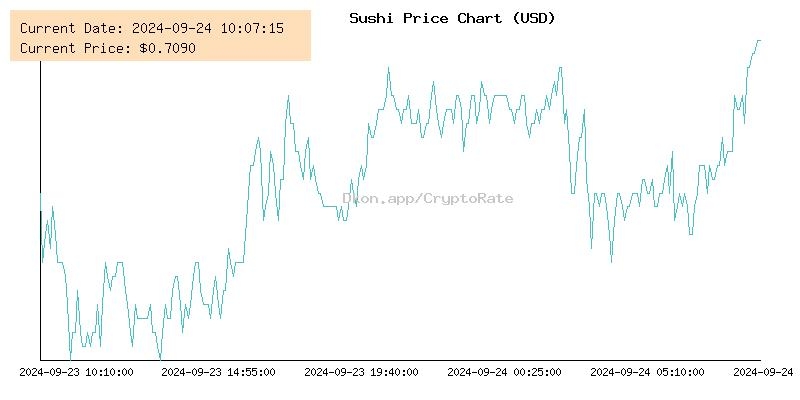 Sushi Price Chart (USD)
Current Date: 2024-09-24 10:07:15
Current Price: $0.7090
Dkon.app/CryptoRate
2024-09-23 10:10:00
2024-09-23 14:55:00
2024-09-23 19:40:00
2024-09-24 00:25:00
2024-09-24 05:10:00
2024-09-24